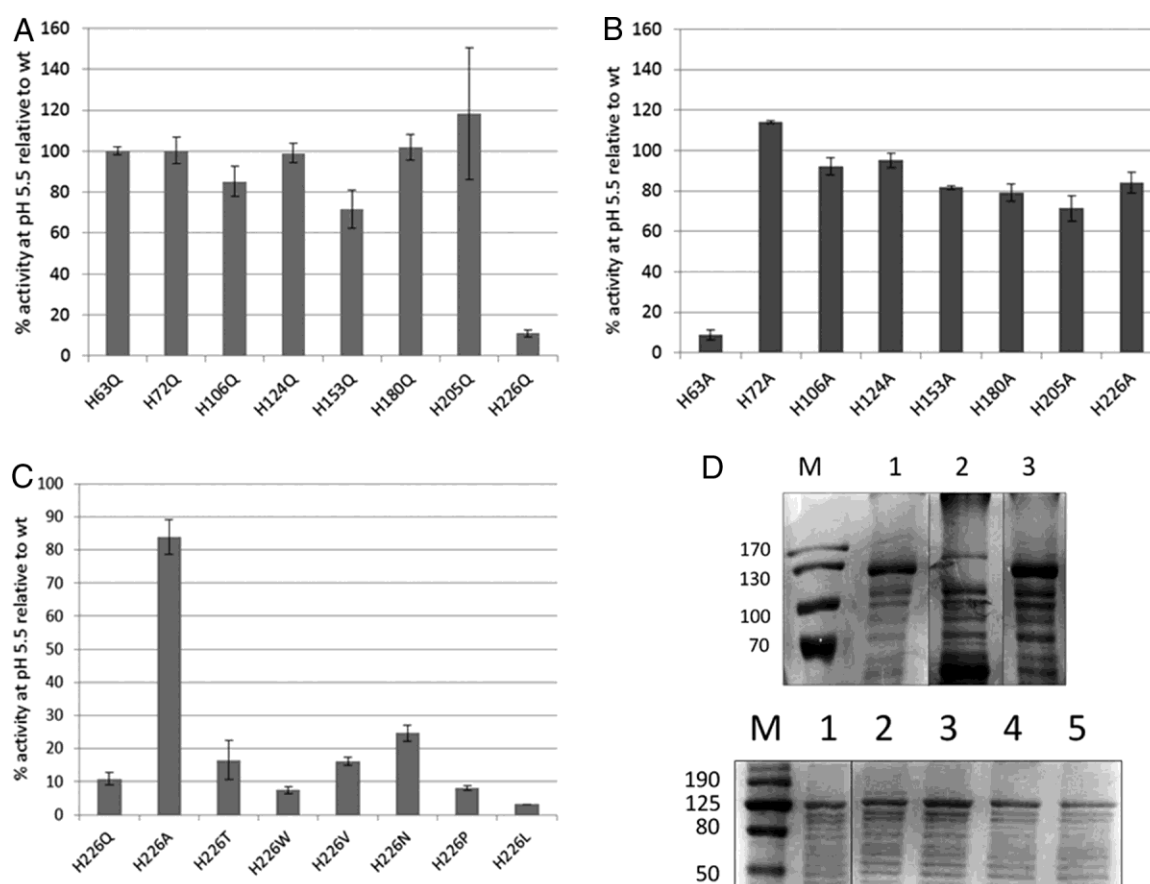 A
% activity at pH 5.5 relative to wt
160
140
120
100
80
60
40
20
0
H63Q
H72Q
H106Q
H124Q
H153Q
H180Q
H205Q
H226Q
B
% activity at pH 5.5 relative to wt
160
140
120
100
80
60
40
20
0
H63A
H72A
H106A
H124A
H153A
H180A
H205A
H226A
C
% activity at pH 5.5 relative to wt
100
90
80
70
60
50
40
30
20
10
0
H226Q
H226A
H226T
H226W
H226V
H226N
H226P
H226L
D
M 1 2 3
170
130
100
70
M 1 2 3 4 5
190
125
80
50